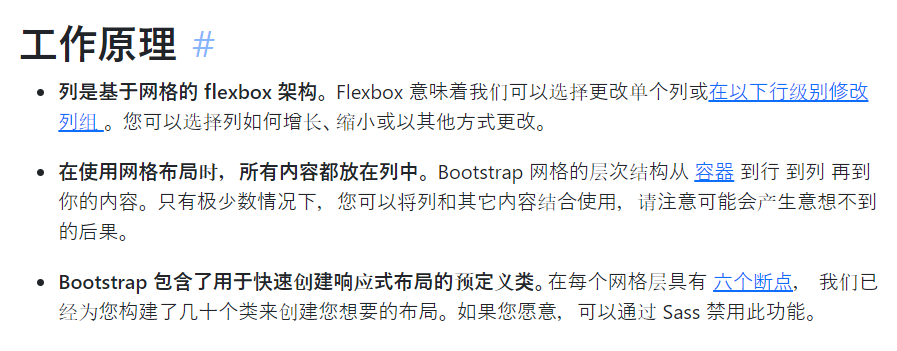 工作原理 #
• 列是基于网格的 flexbox 架构。Flexbox 意味着我们可以选择更改单个列或在以下行级别修改
列组 。您可以选择列如何增长、缩小或以其他方式更改。
• 在使用网格布局时，所有内容都放在列中。Bootstrap 网格的层次结构从 容器 到行 到列 再到
你的内容。只有极少数情况下，您可以将列和其它内容结合使用，请注意可能会产生意想不到
的后果。
• Bootstrap 包含了用于快速创建响应式布局的预定义类。在每个网格层具有 六个断点， 我们已
经为您构建了几十个类来创建您想要的布局。如果您愿意，可以通过 Sass 禁用此功能。